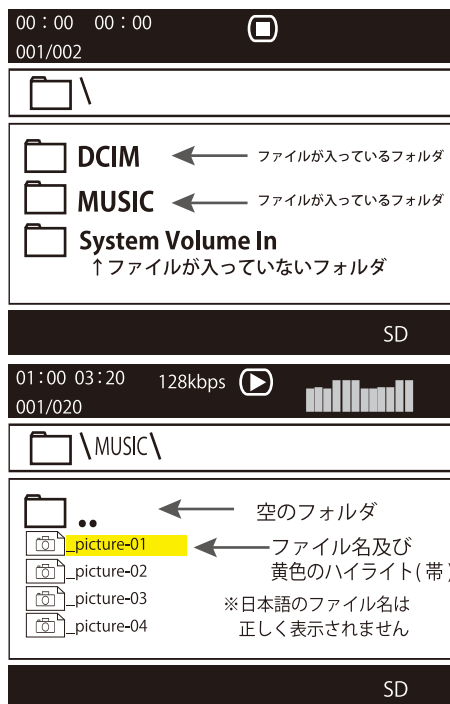 00：00 00：00
001/002
\
DCIM ファイルが入っているフォルダ
MUSIC ファイルが入っているフォルダ
System Volume In
↑ファイルが入っていないフォルダ
SD
01：00 03：20 128kbps
001/020
\MUSIC\
.. 空のフォルダ
_picture-01 ファイル名及び
黄色のハイライト(帯)
_picture-02
_picture-03 ※日本語のファイル名は
_picture-04 正しく表示されません
SD